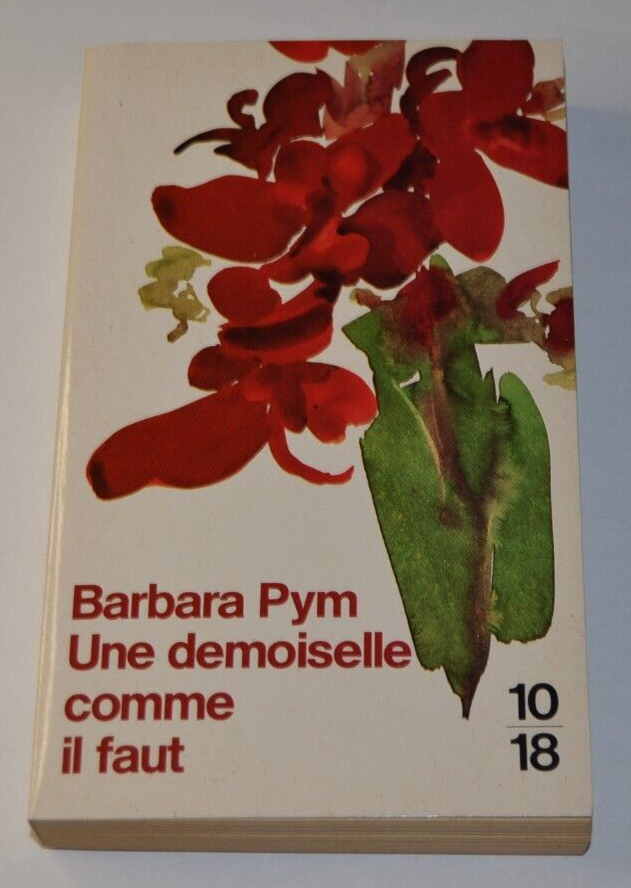 Barbara Pym
Une demoiselle
comme
il faut
10
18